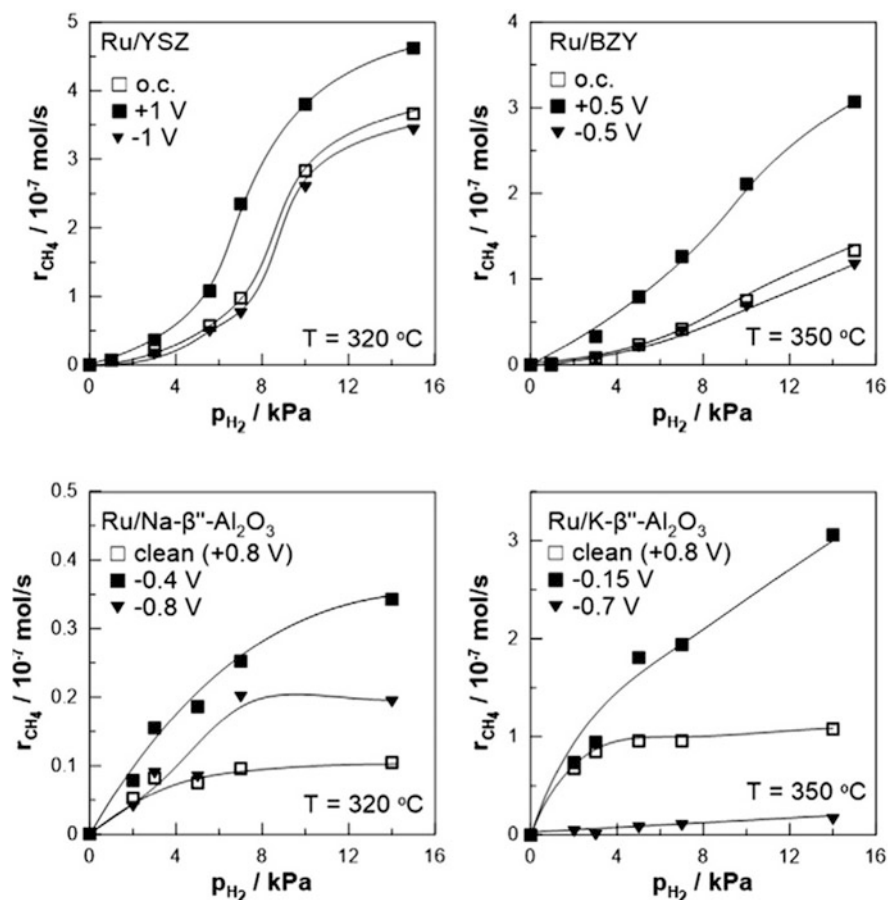 Ru/YSZ
□ o.c.
■ +1 V
▼ -1 V
T = 320 °C
5
4
3
2
1
0
0 4 8 12 16
r_CH₄ / 10⁻⁷ mol/s
p_H₂ / kPa
Ru/BZY
□ o.c.
■ +0.5 V
▼ -0.5 V
T = 350 °C
4
3
2
1
0
0 4 8 12 16
r_CH₄ / 10⁻⁷ mol/s
p_H₂ / kPa
Ru/Na-β"-Al₂O₃
□ clean (+0.8 V)
■ -0.4 V
▼ -0.8 V
T = 320 °C
0.5
0.4
0.3
0.2
0.1
0
0 4 8 12 16
r_CH₄ / 10⁻⁷ mol/s
p_H₂ / kPa
Ru/K-β"-Al₂O₃
□ clean (+0.8 V)
■ -0.15 V
▼ -0.7 V
T = 350 °C
3
2
1
0
0 4 8 12 16
r_CH₄ / 10⁻⁷ mol/s
p_H₂ / kPa